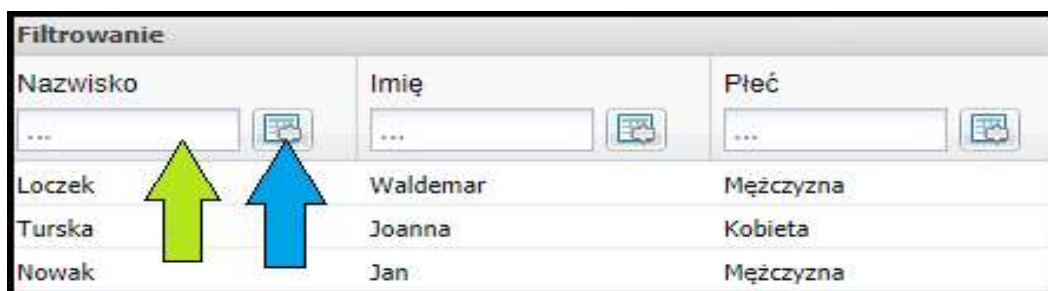 Filtrowanie
Nazwisko Imię Płeć
... ... ...
Loczek Waldemar Mężczyzna
Turska Joanna Kobieta
Nowak Jan Mężczyzna